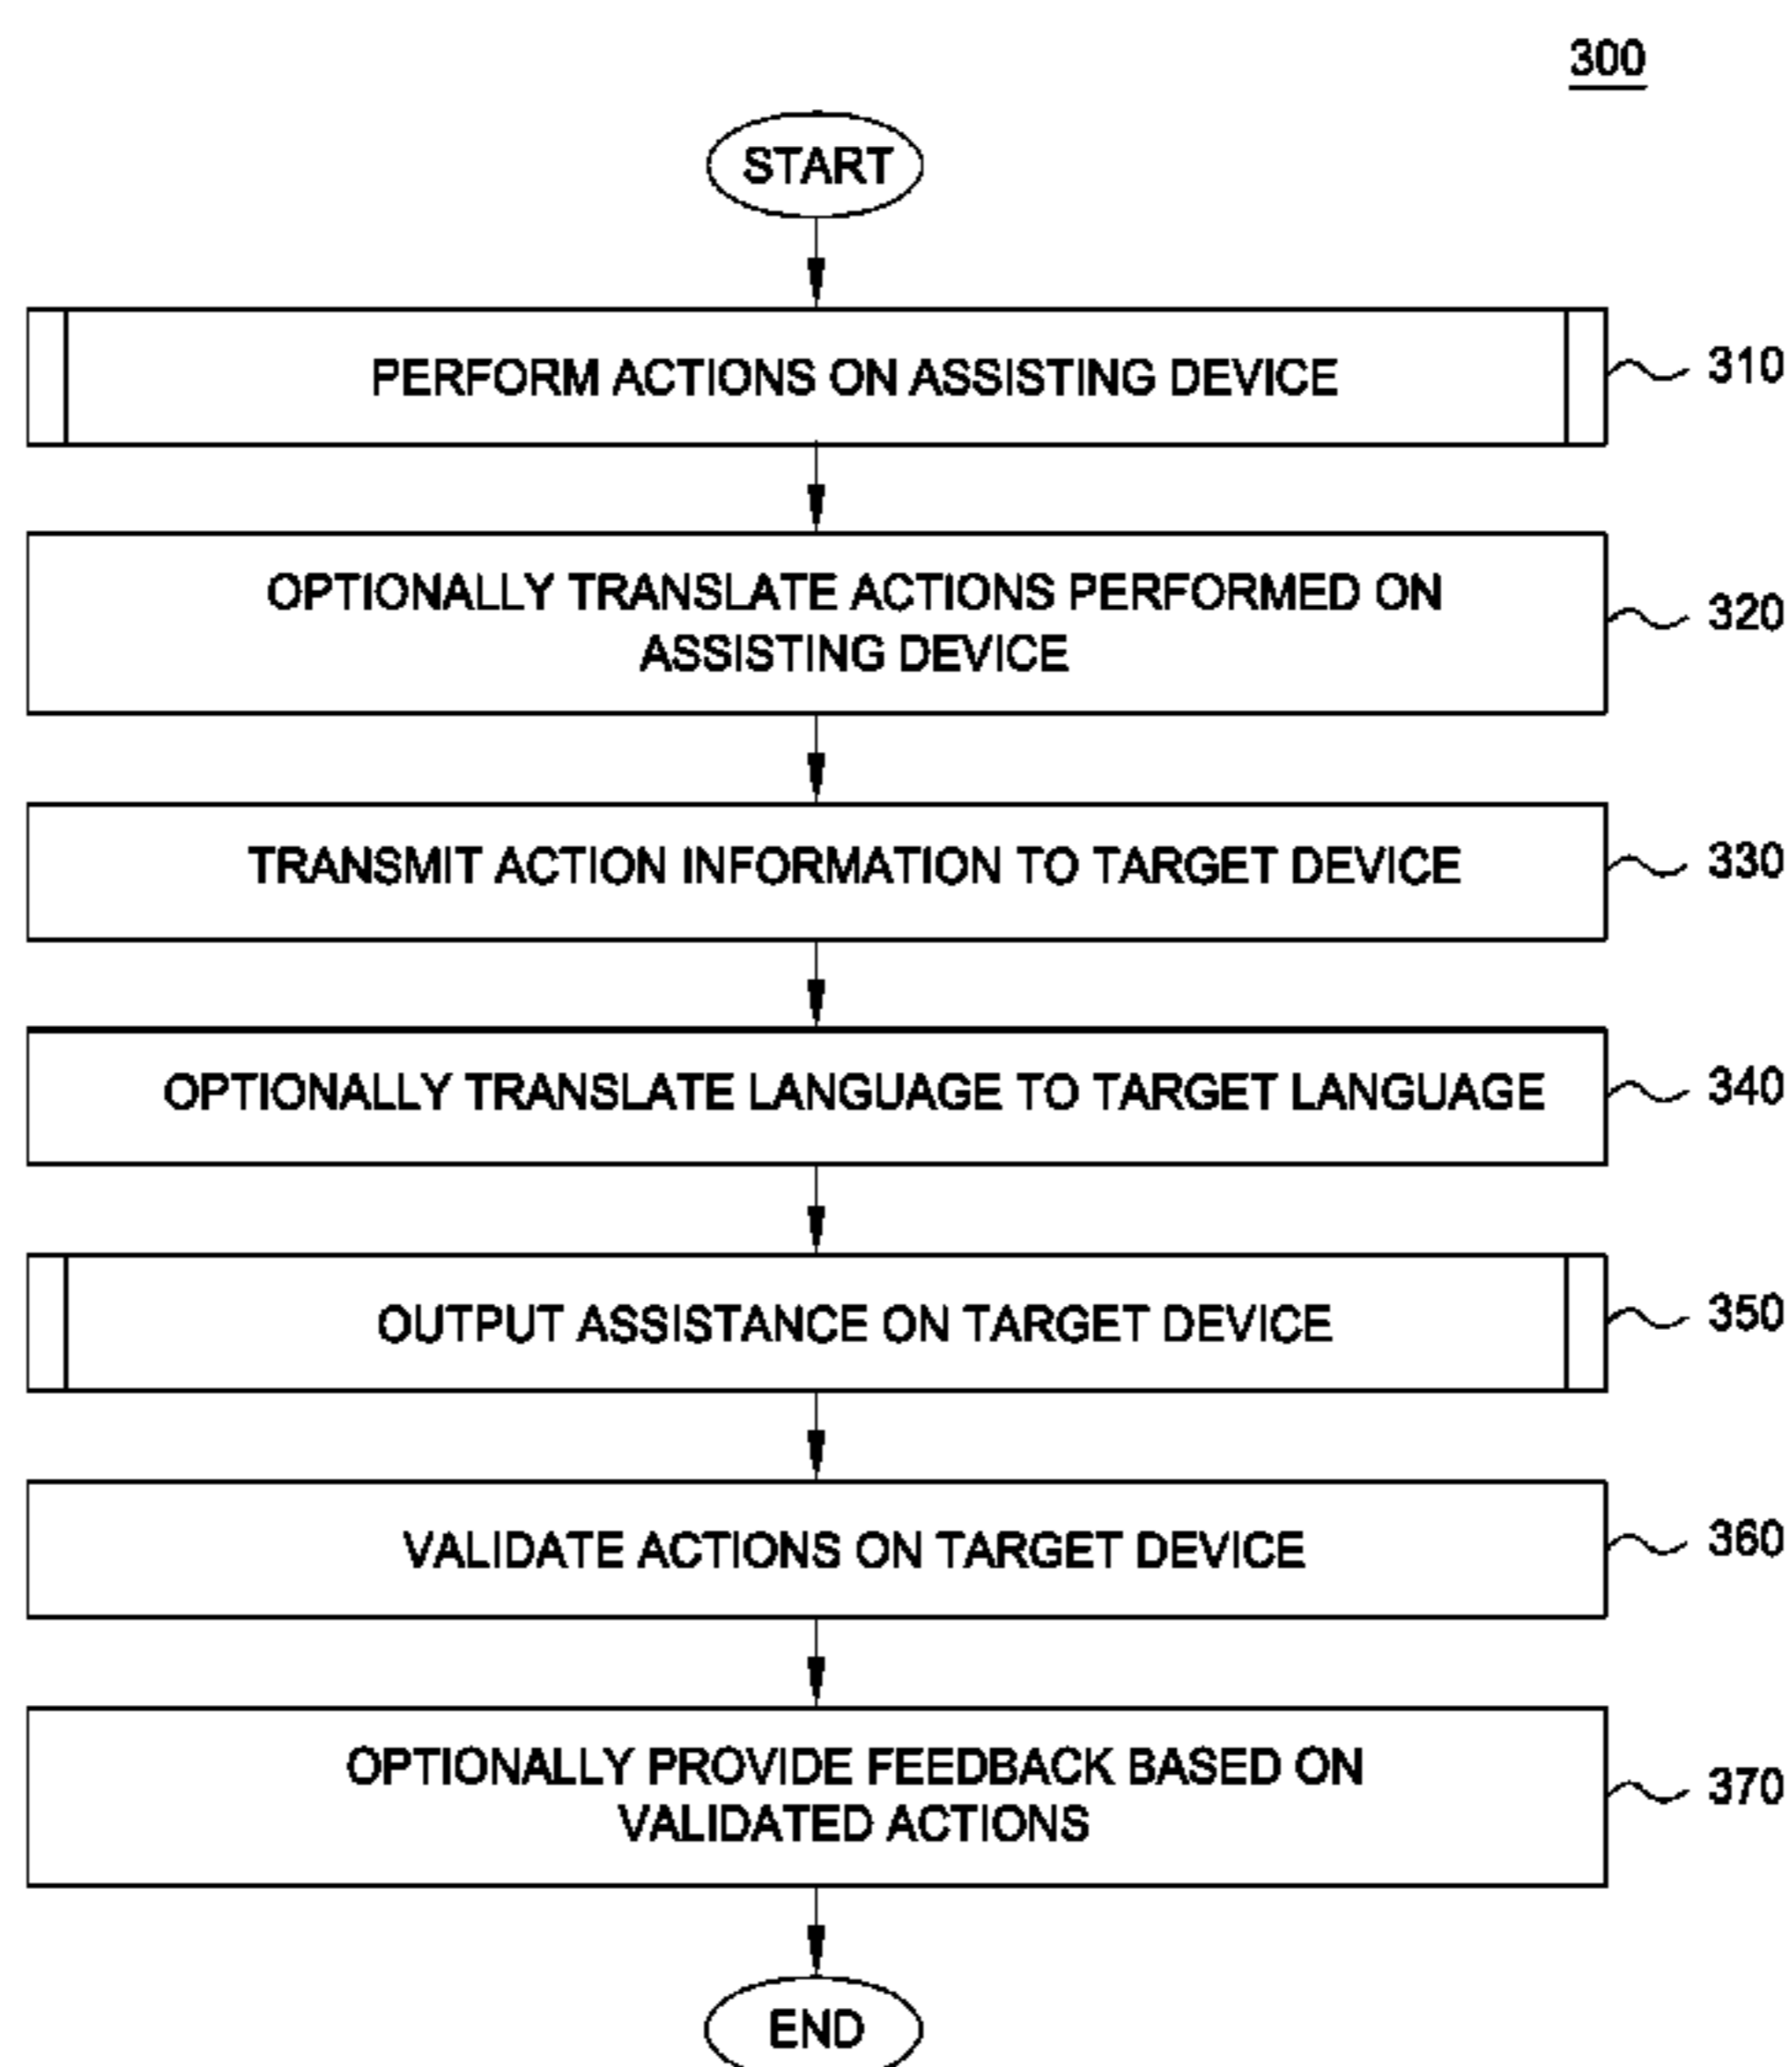 300
START
PERFORM ACTIONS ON ASSISTING DEVICE
310
OPTIONALLY TRANSLATE ACTIONS PERFORMED ON
ASSISTING DEVICE
320
TRANSMIT ACTION INFORMATION TO TARGET DEVICE
330
OPTIONALLY TRANSLATE LANGUAGE TO TARGET LANGUAGE
340
OUTPUT ASSISTANCE ON TARGET DEVICE
350
VALIDATE ACTIONS ON TARGET DEVICE
360
OPTIONALLY PROVIDE FEEDBACK BASED ON
VALIDATED ACTIONS
370
END